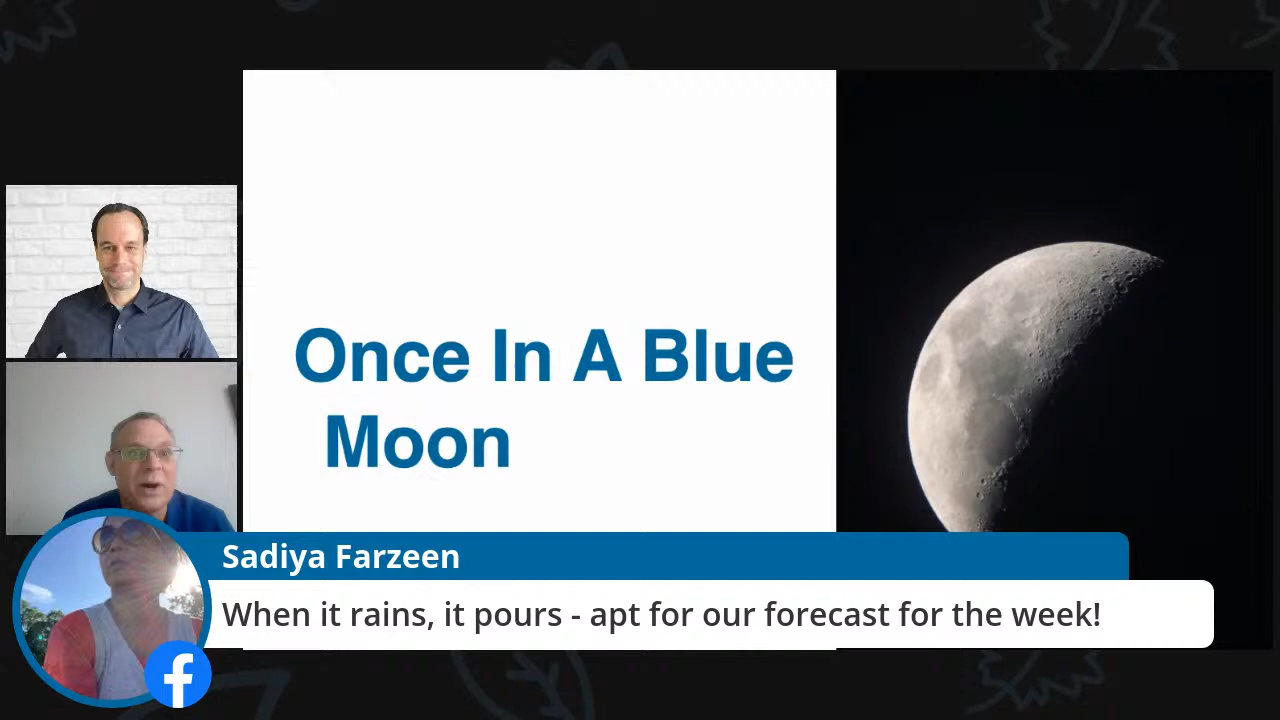 Once In A Blue
Moon
Sadiya Farzeen
When it rains, it pours - apt for our forecast for the week!